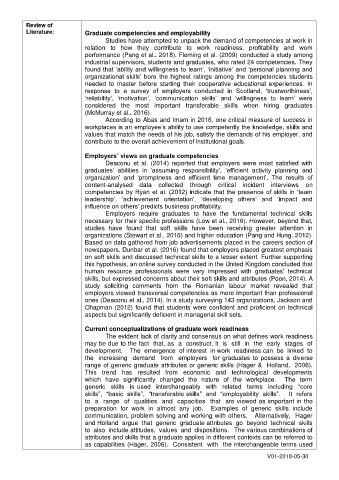 Review of
Literature:
Graduate competencies and employability
Studies have attempted to unpack the demand of competencies at work in
relation to how they contribute to work readiness, profitability and work
performance (Pang et al., 2018). Fleming et al. (2009) conducted a study among
industrial supervisors, students and graduates, who rated 24 competencies. They
found that 'ability and willingness to learn', 'initiative' and 'personal planning and
organizational skills' bore the highest ratings among the competencies students
needed to master before starting their cooperative educational experiences. In
response to a survey of employers conducted in Scotland, 'trustworthiness',
'reliability', 'motivation', 'communication skills' and 'willingness to learn' were
considered the most important transferable skills when hiring graduates
(McMurray et al., 2016).
According to Abas and Imam in 2016, one critical measure of success in
workplaces is an employee's ability to use competently the knowledge, skills and
values that match the needs of his job, satisfy the demands of his employer, and
contribute to the overall achievement of institutional goals.
Employers' views on graduate competencies
Deaconu et al. (2014) reported that employers were most satisfied with
graduates' abilities in 'assuming responsibility', 'efficient activity planning and
organization' and 'promptness and efficient time management'. The results of
content-analysed data collected through critical incident interviews on
competencies by Ryan et al. (2012) indicate that the presence of skills in 'team
leadership', 'achievement orientation', 'developing others' and 'impact and
influence on others' predicts business profitability.
Employers require graduates to have the fundamental technical skills
necessary for their specific professions (Low et al., 2016). However, beyond that,
studies have found that soft skills have been receiving greater attention in
organizations (Stewart et al., 2016) and higher education (Pang and Hung, 2012).
Based on data gathered from job advertisements placed in the careers section of
newspapers, Dunbar et al. (2016) found that employers placed greatest emphasis
on soft skills and discussed technical skills to a lesser extent. Further supporting
this hypothesis, an online survey conducted in the United Kingdom concluded that
human resource professionals were very impressed with graduates' technical
skills, but expressed concerns about their soft skills and attributes (Poon, 2014). A
study soliciting comments from the Romanian labour market revealed that
employers viewed transversal competencies as more important than professional
ones (Deaconu et al., 2014). In a study surveying 143 organizations, Jackson and
Chapman (2012) found that students were confident and proficient on technical
aspects but significantly deficient in managerial skill sets.
Current conceptualizations of graduate work readiness
The evident lack of clarity and consensus on what defines work readiness
may be due to the fact that, as a construct, it is still in the early stages of
development. The emergence of interest in work readiness can be linked to
the increasing demand from employers for graduates to possess a diverse
range of generic graduate attributes or generic skills (Hager & Holland, 2006).
This trend has resulted from economic and technological developments
which have significantly changed the nature of the workplace. The term
generic skills is used interchangeably with related terms including "core
skills", "basic skills", "transferable skills" and "employability skills". It refers
to a range of qualities and capacities that are viewed as important in the
preparation for work in almost any job. Examples of generic skills include
communication, problem solving and working with others. Alternatively, Hager
and Holland argue that generic graduate attributes go beyond technical skills
to also include attitudes, values and dispositions. The various combinations of
attributes and skills that a graduate applies in different contexts can be referred to
as capabilities (Hager, 2006). Consistent with the interchangeable terms used
V01-2018-05-30